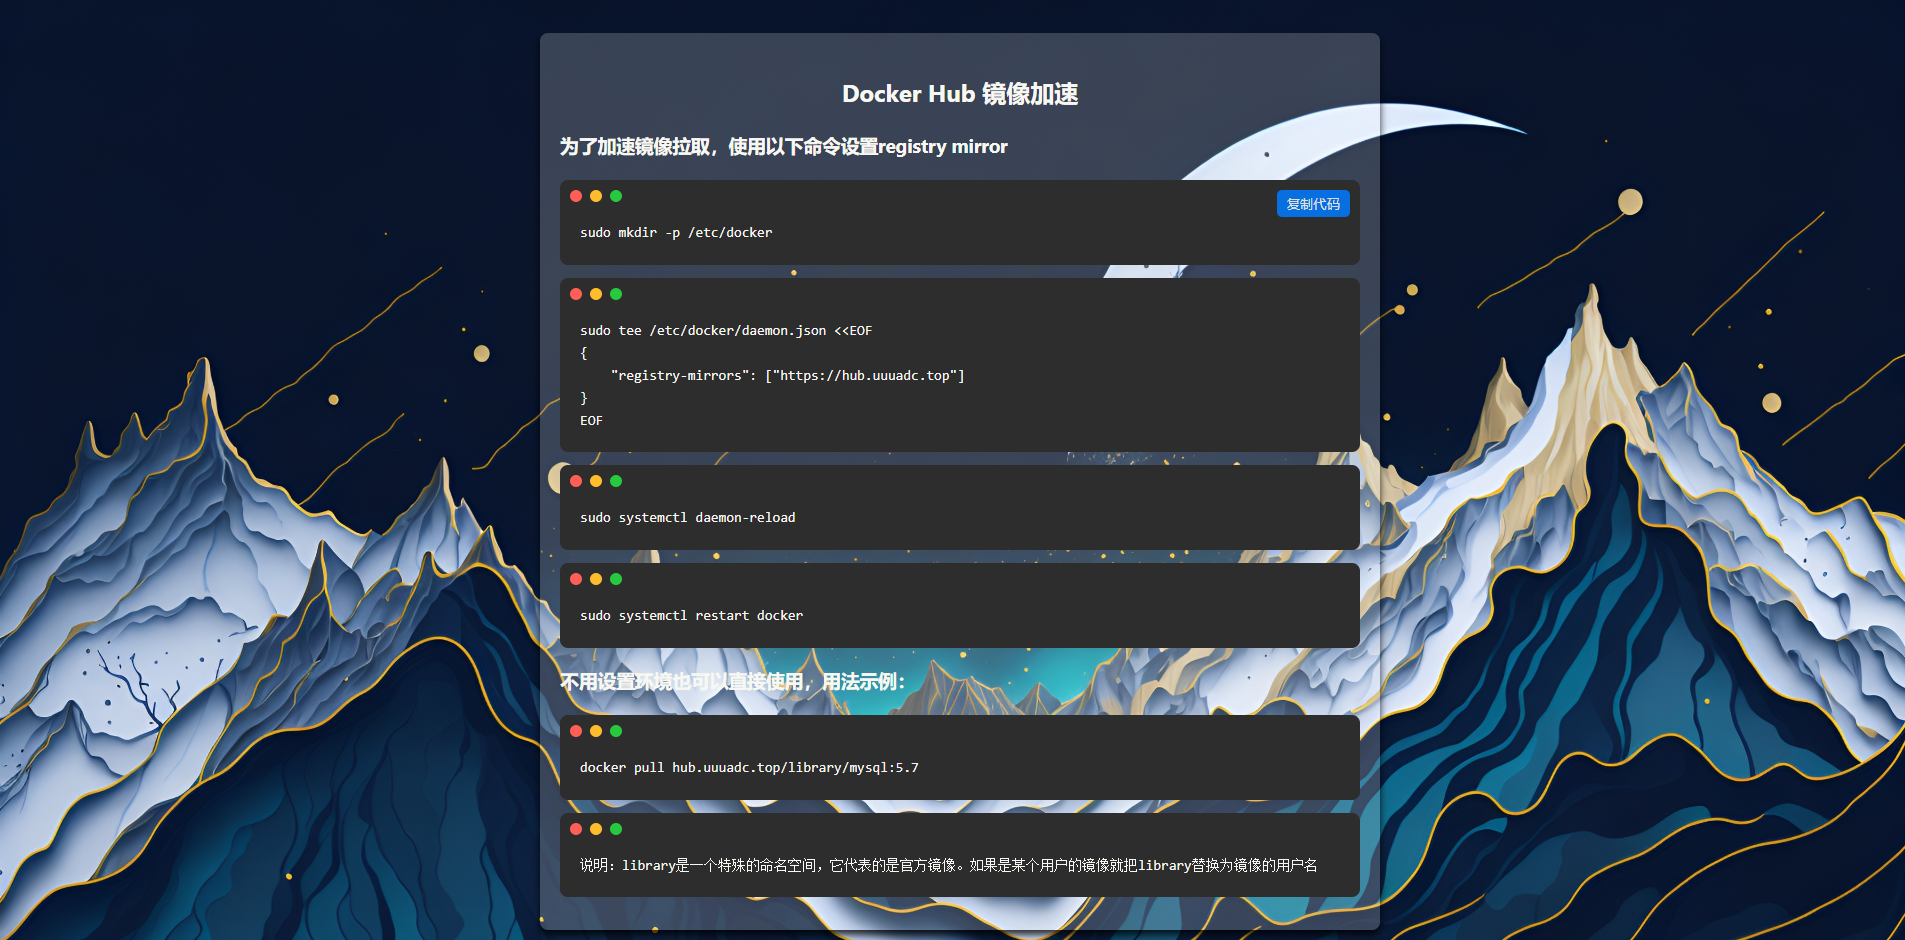 Docker Hub 镜像加速
为了加速镜像拉取，使用以下命令设置registry mirror
复制代码
sudo mkdir -p /etc/docker
sudo tee /etc/docker/daemon.json <<EOF
{
    "registry-mirrors": ["https://hub.uuuadc.top"]
}
EOF
sudo systemctl daemon-reload
sudo systemctl restart docker
不用设置环境也可以直接使用，用法示例：
docker pull hub.uuuadc.top/library/mysql:5.7
说明：library是一个特殊的命名空间，它代表的是官方镜像。如果是某个用户的镜像就把library替换为镜像的用户名